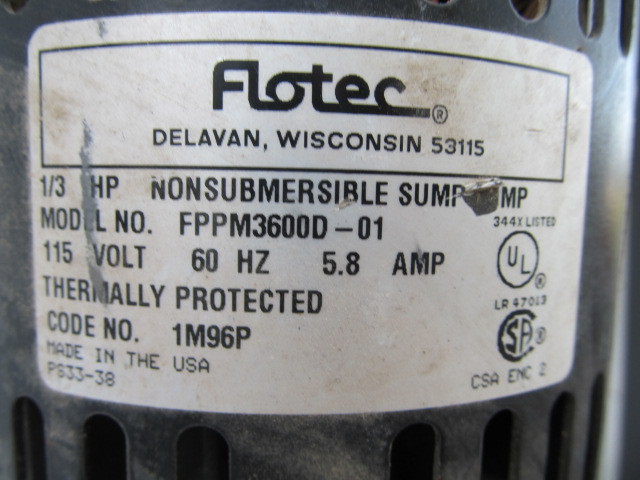 Flotec®
DELAVAN, WISCONSIN 53115
1/3 HP NONSUBMERSIBLE SUMP
MODEL NO. FPPM3600D-01
344X LISTED
115 VOLT 60 HZ 5.8 AMP
UL®
THERMALLY PROTECTED
LR 47013
CODE NO. 1M96P
SA®
MADE IN THE USA
PS33-38
CSA ENC 2